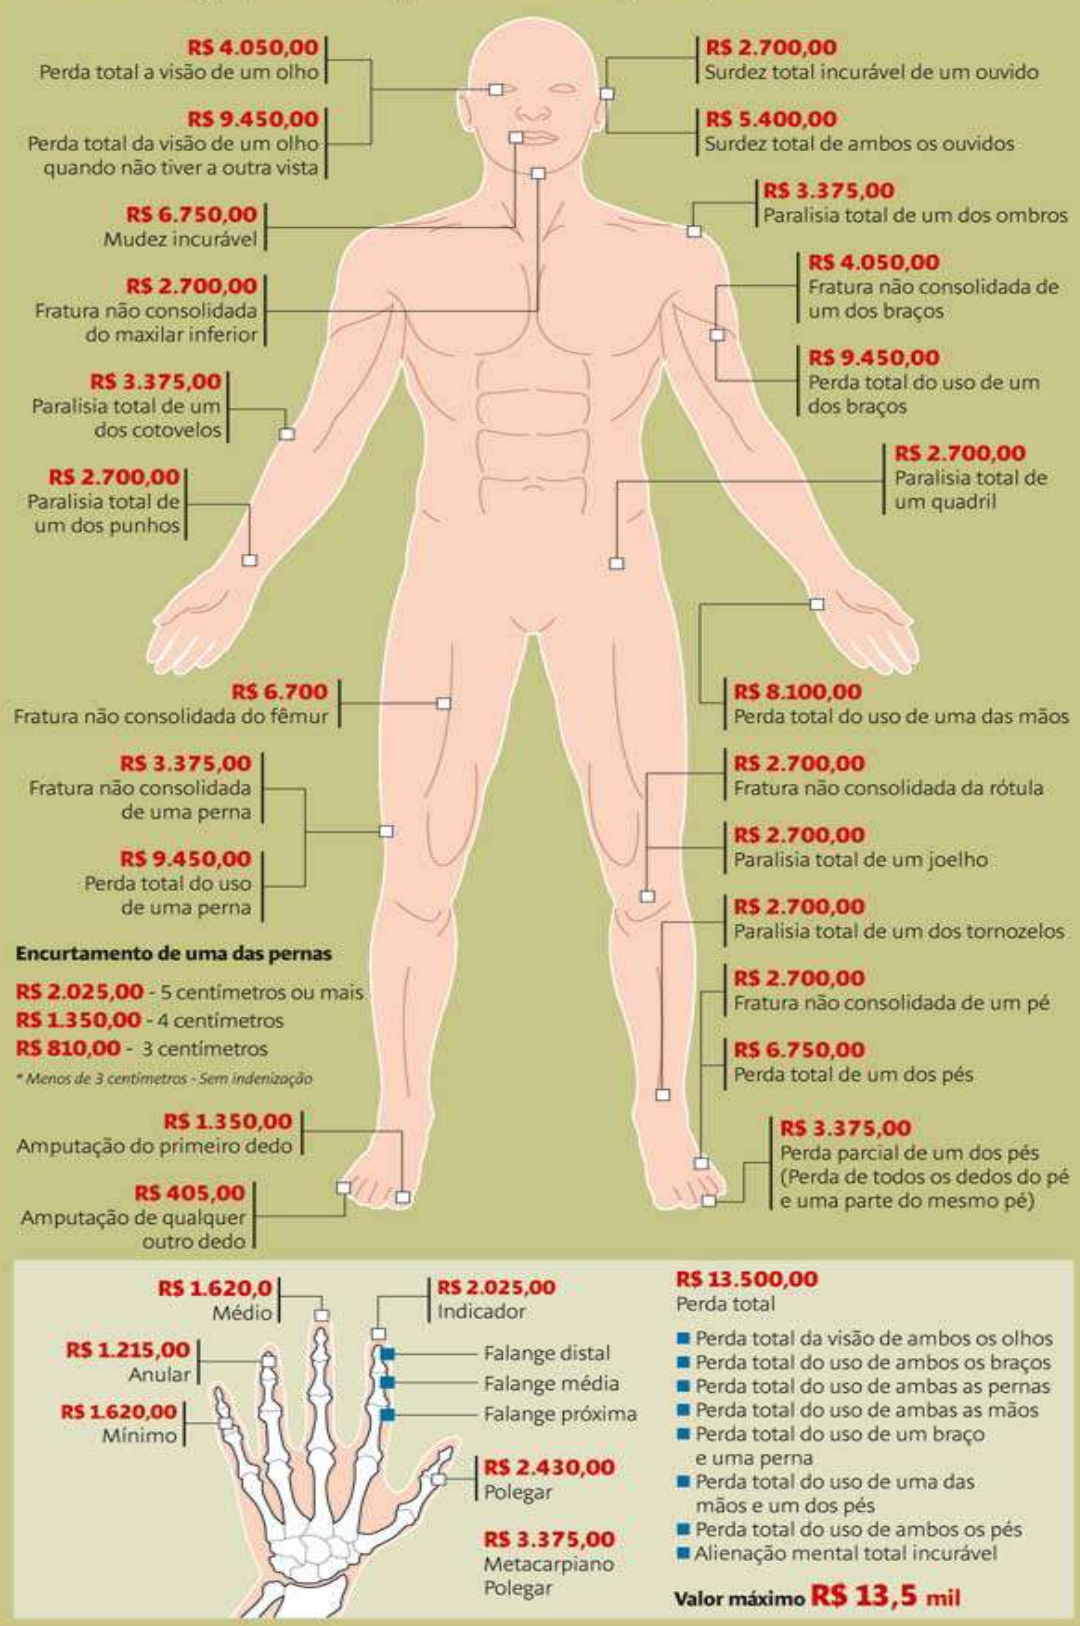 R$ 4.050,00
Perda total a visão de um olho
R$ 9.450,00
Perda total da visão de um olho
quando não tiver a outra vista
R$ 6.750,00
Mudez incurável
R$ 2.700,00
Fratura não consolidada
do maxilar inferior
R$ 3.375,00
Paralisia total de um
dos cotovelos
R$ 2.700,00
Paralisia total de
um dos punhos
R$ 2.700,00
Surdez total incurável de um ouvido
R$ 5.400,00
Surdez total de ambos os ouvidos
R$ 3.375,00
Paralisia total de um dos ombros
R$ 4.050,00
Fratura não consolidada de
um dos braços
R$ 9.450,00
Perda total do uso de um
dos braços
R$ 2.700,00
Paralisia total de
um quadril
R$ 6.700
Fratura não consolidada do fêmur
R$ 3.375,00
Fratura não consolidada
de uma perna
R$ 9.450,00
Perda total do uso
de uma perna
Encurtamento de uma das pernas
R$ 2.025,00 - 5 centímetros ou mais
R$ 1.350,00 - 4 centímetros
R$ 810,00 - 3 centímetros
* Menos de 3 centímetros - Sem indenização
R$ 1.350,00
Amputação do primeiro dedo
R$ 405,00
Amputação de qualquer
outro dedo
R$ 8.100,00
Perda total do uso de uma das mãos
R$ 2.700,00
Fratura não consolidada da rótula
R$ 2.700,00
Paralisia total de um joelho
R$ 2.700,00
Paralisia total de um dos tornozelos
R$ 2.700,00
Fratura não consolidada de um pé
R$ 6.750,00
Perda total de um dos pés
R$ 3.375,00
Perda parcial de um dos pés
(Perda de todos os dedos do pé
e uma parte do mesmo pé)
R$ 1.620,0
Médio
R$ 1.215,00
Anular
R$ 1.620,00
Mínimo
R$ 2.025,00
Indicador
Falange distal
Falange média
Falange próxima
R$ 2.430,00
Polegar
R$ 3.375,00
Metacarpiano
Polegar
R$ 13.500,00
Perda total
Perda total da visão de ambos os olhos
Perda total do uso de ambos os braços
Perda total do uso de ambas as pernas
Perda total do uso de ambas as mãos
Perda total do uso de um braço
e uma perna
Perda total do uso de uma das
mãos e um dos pés
Perda total do uso de ambos os pés
Alienação mental total incurável
Valor máximo R$ 13,5 mil